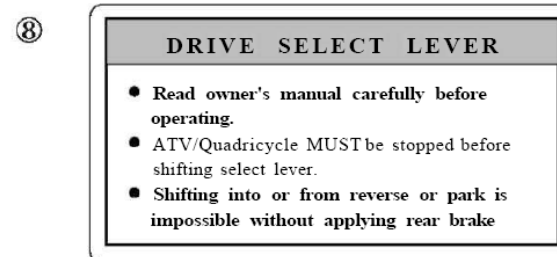 ⑧
DRIVE SELECT LEVER
● Read owner's manual carefully before
operating.
● ATV/Quadricycle MUST be stopped before
shifting select lever.
● Shifting into or from reverse or park is
impossible without applying rear brake